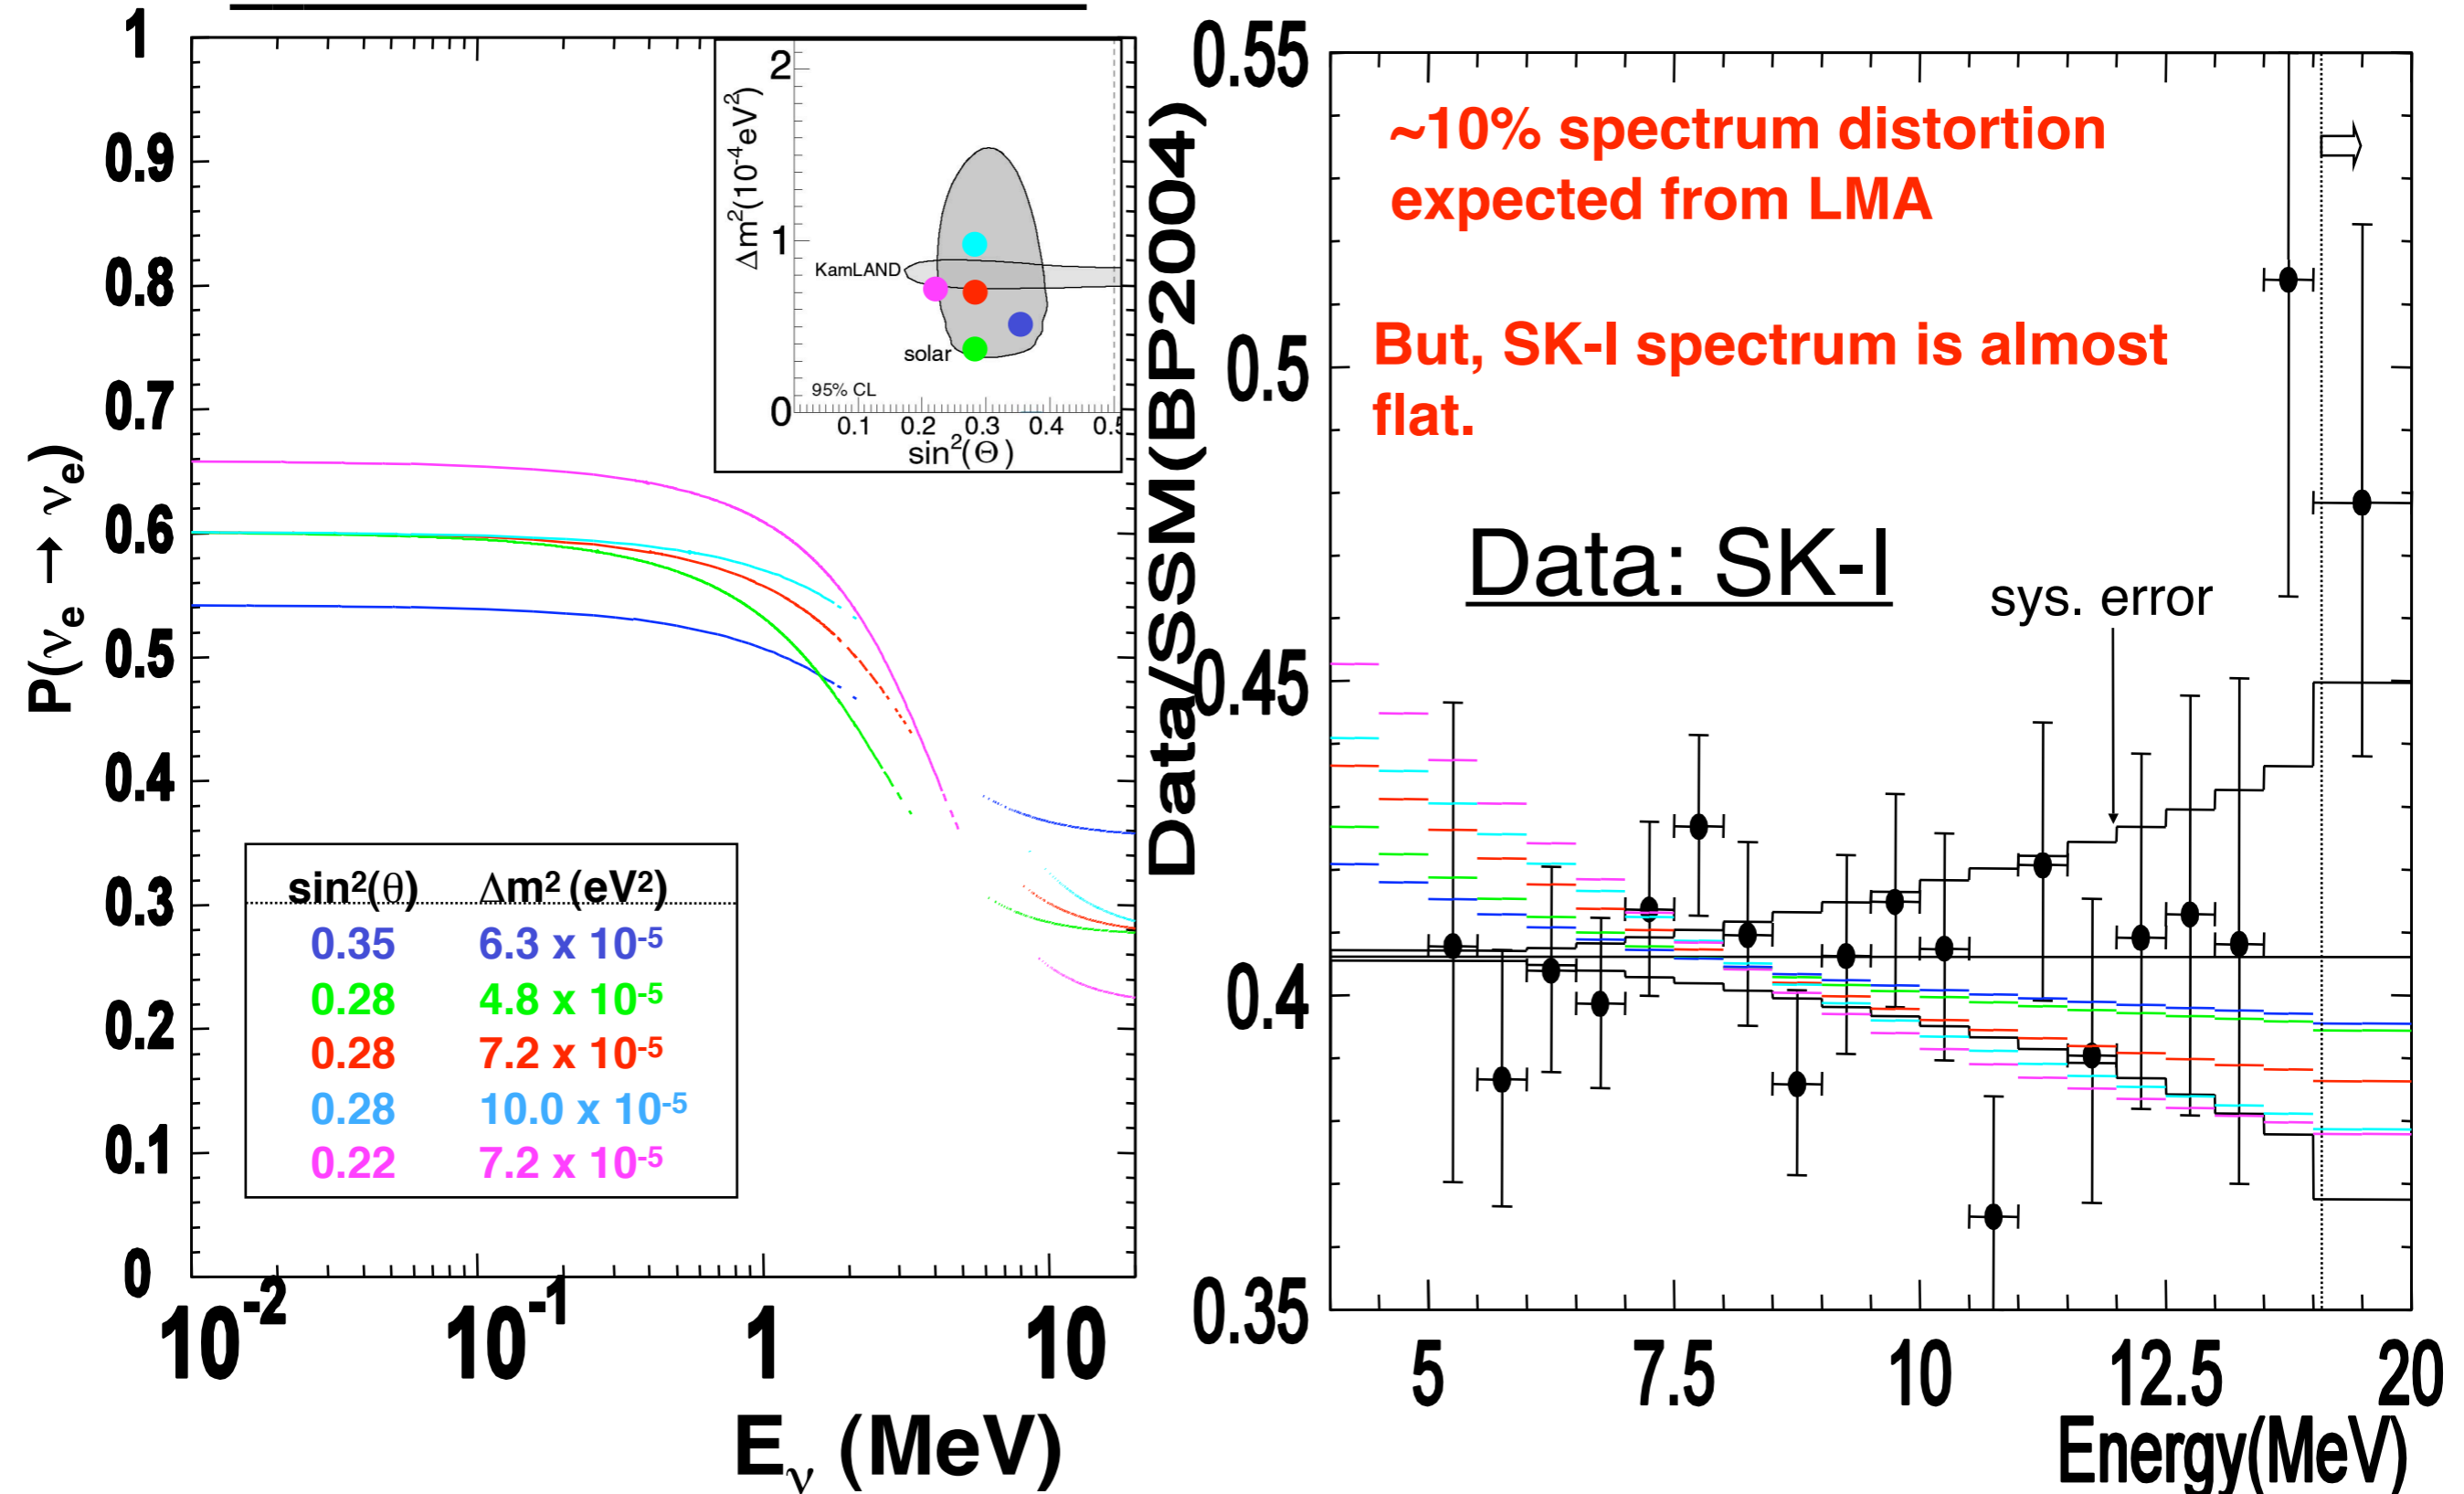 1
0.9
0.8
0.7
0.6
0.5
0.4
0.3
0.2
0.1
0
P(νe → νe)
10^-2 10^-1 1 10
Eν (MeV)
2
1
0
Δm²(10^-4 eV²)
KamLAND
solar
95% CL
0.1 0.2 0.3 0.4 0.5
sin²(Θ)
sin²(θ) Δm² (eV²)
0.35 6.3 x 10^-5
0.28 4.8 x 10^-5
0.28 7.2 x 10^-5
0.28 10.0 x 10^-5
0.22 7.2 x 10^-5
Data/SSM(BP2004)
0.55
0.5
0.45
0.4
0.35
~10% spectrum distortion
expected from LMA
But, SK-I spectrum is almost
flat.
Data: SK-I
sys. error
5 7.5 10 12.5 20
Energy(MeV)